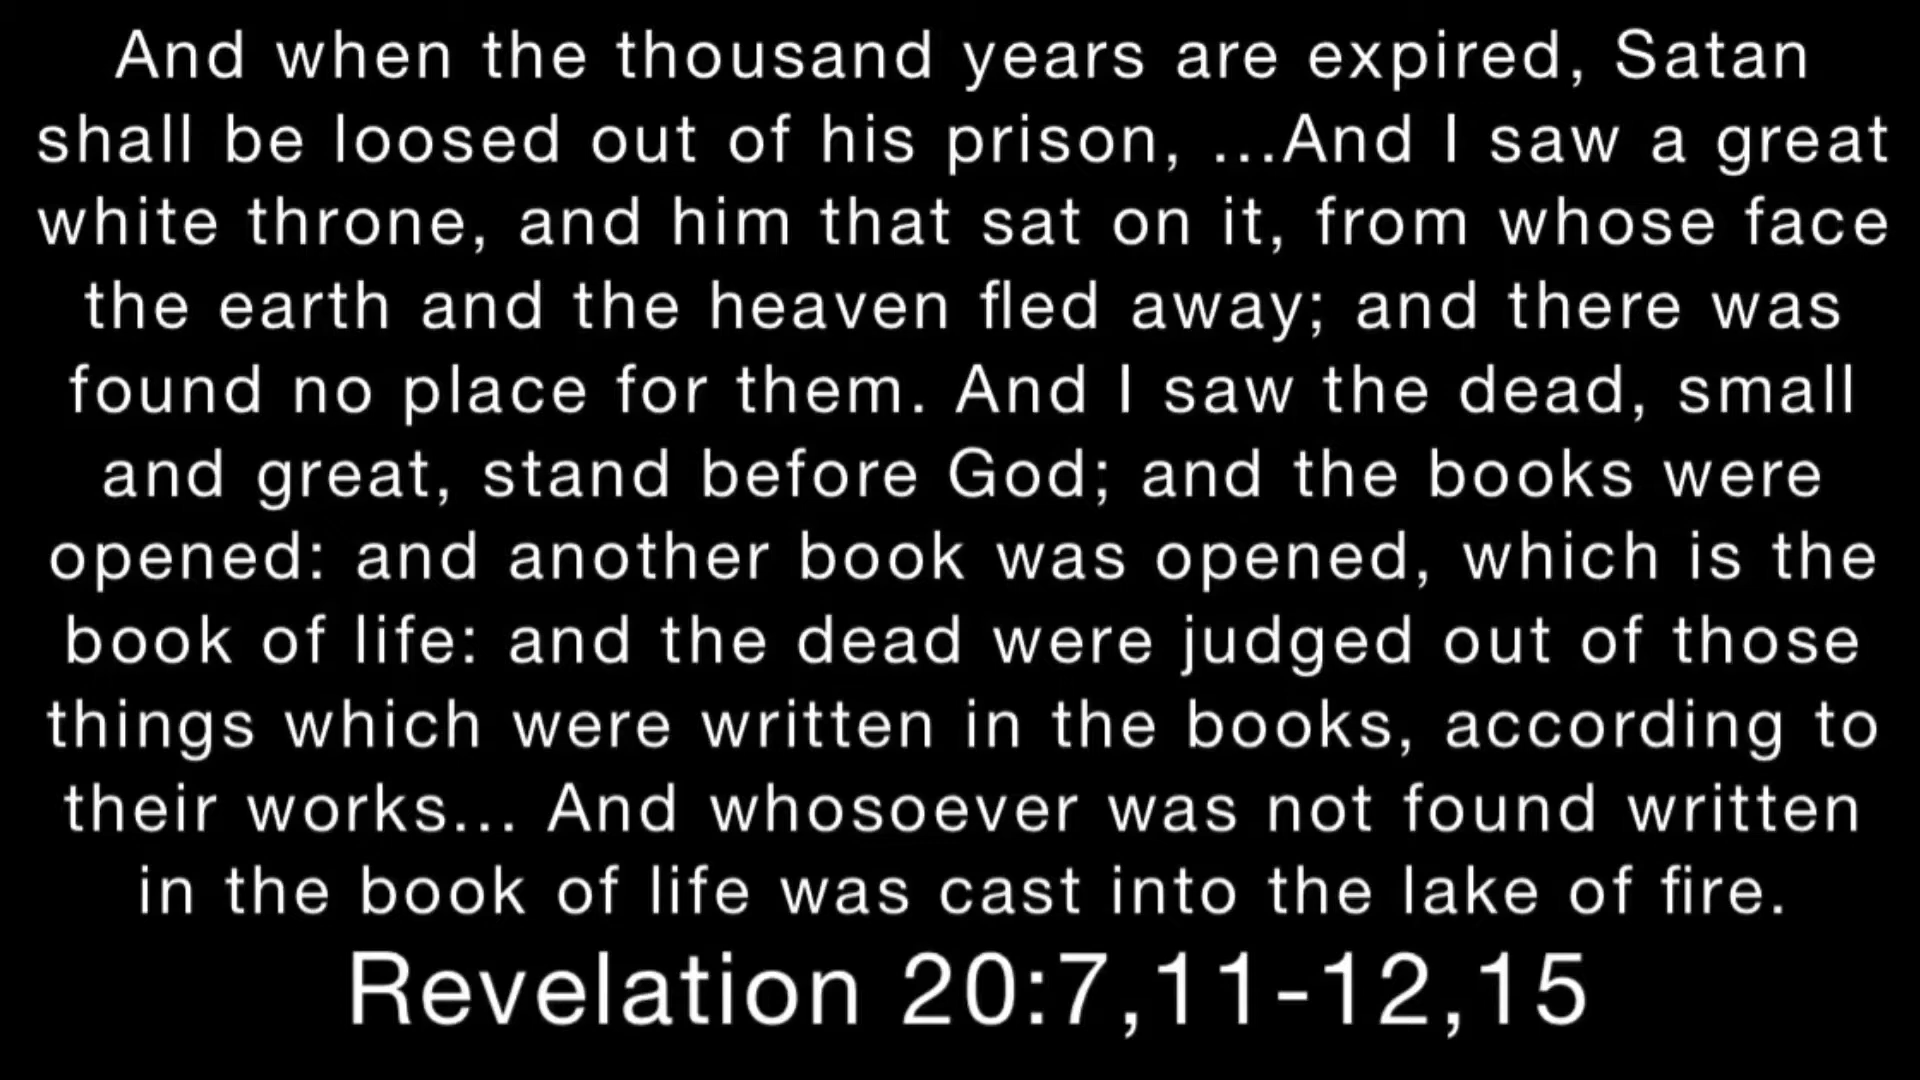 And when the thousand years are expired, Satan
shall be loosed out of his prison, ...And I saw a great
white throne, and him that sat on it, from whose face
the earth and the heaven fled away; and there was
found no place for them. And I saw the dead, small
and great, stand before God; and the books were
opened: and another book was opened, which is the
book of life: and the dead were judged out of those
things which were written in the books, according to
their works... And whosoever was not found written
in the book of life was cast into the lake of fire.
Revelation 20:7,11-12,15